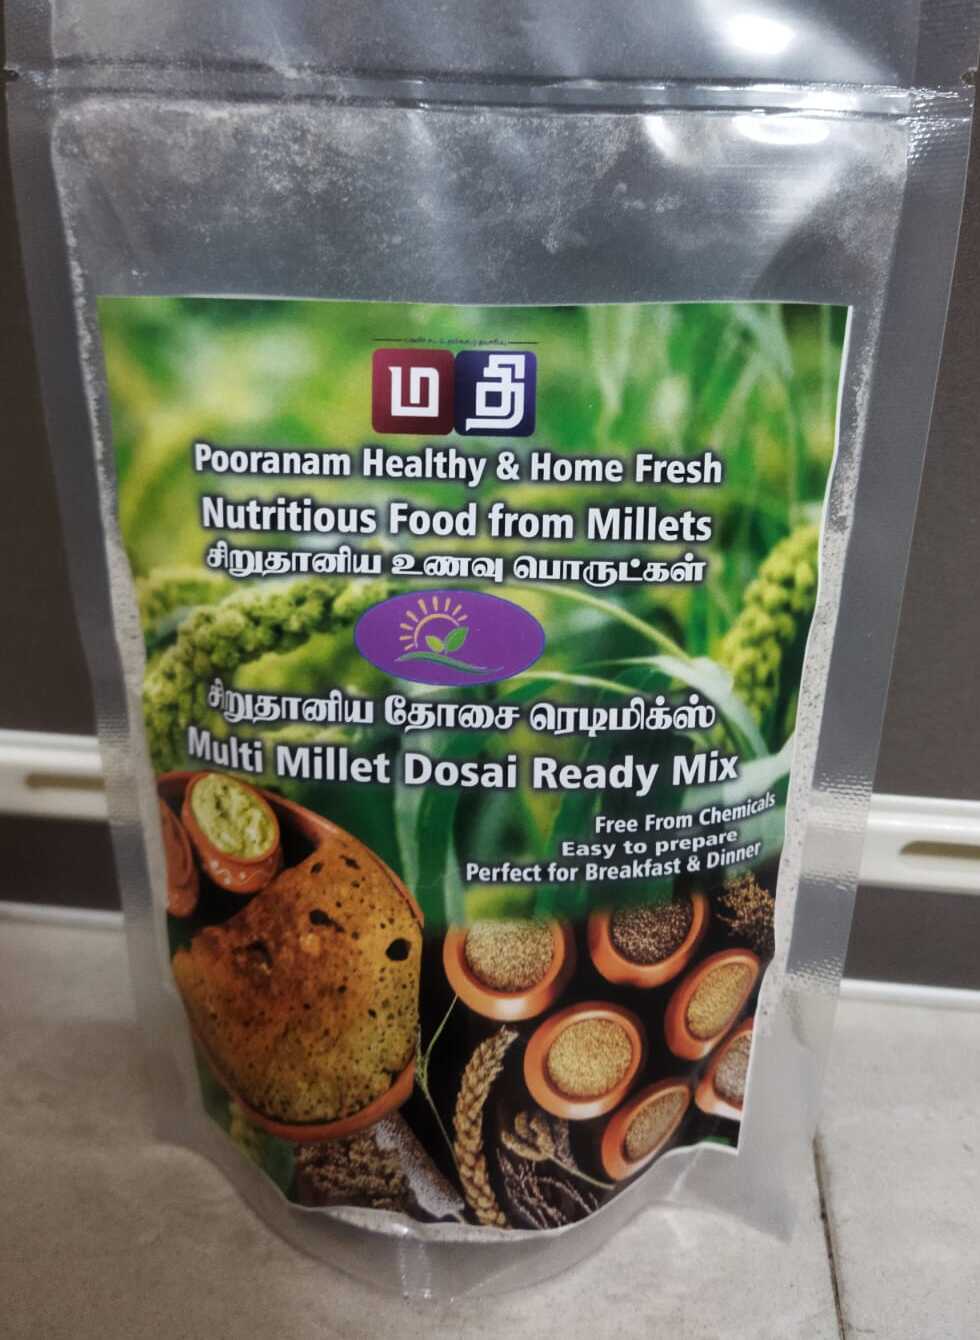 மதி
Pooranam Healthy & Home Fresh
Nutritious Food from Millets
சிறுதானிய உணவு பொருட்கள்
சிறுதானிய தோசை ரெடிமிக்ஸ்
Multi Millet Dosai Ready Mix
Free From Chemicals
Easy to prepare
Perfect for Breakfast & Dinner